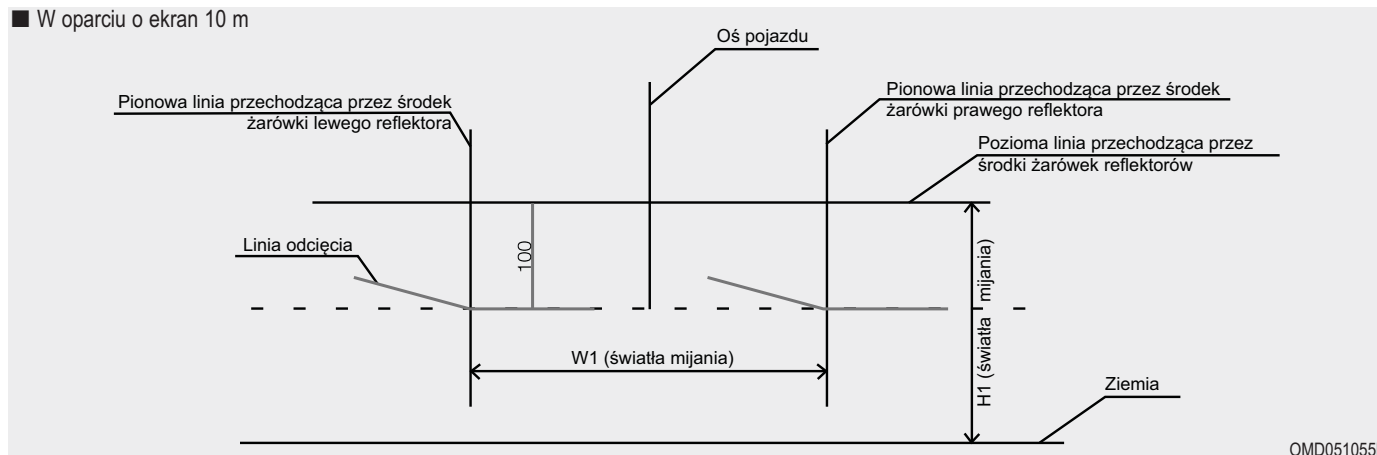 ■ W oparciu o ekran 10 m
Oś pojazdu
Pionowa linia przechodząca przez środek
żarówki lewego reflektora
Pionowa linia przechodząca przez środek
żarówki prawego reflektora
Pozioma linia przechodząca przez
środki żarówek reflektorów
Linia odcięcia
100
W1 (światła mijania)
H1 (światła mijania)
Ziemia
OMD051055